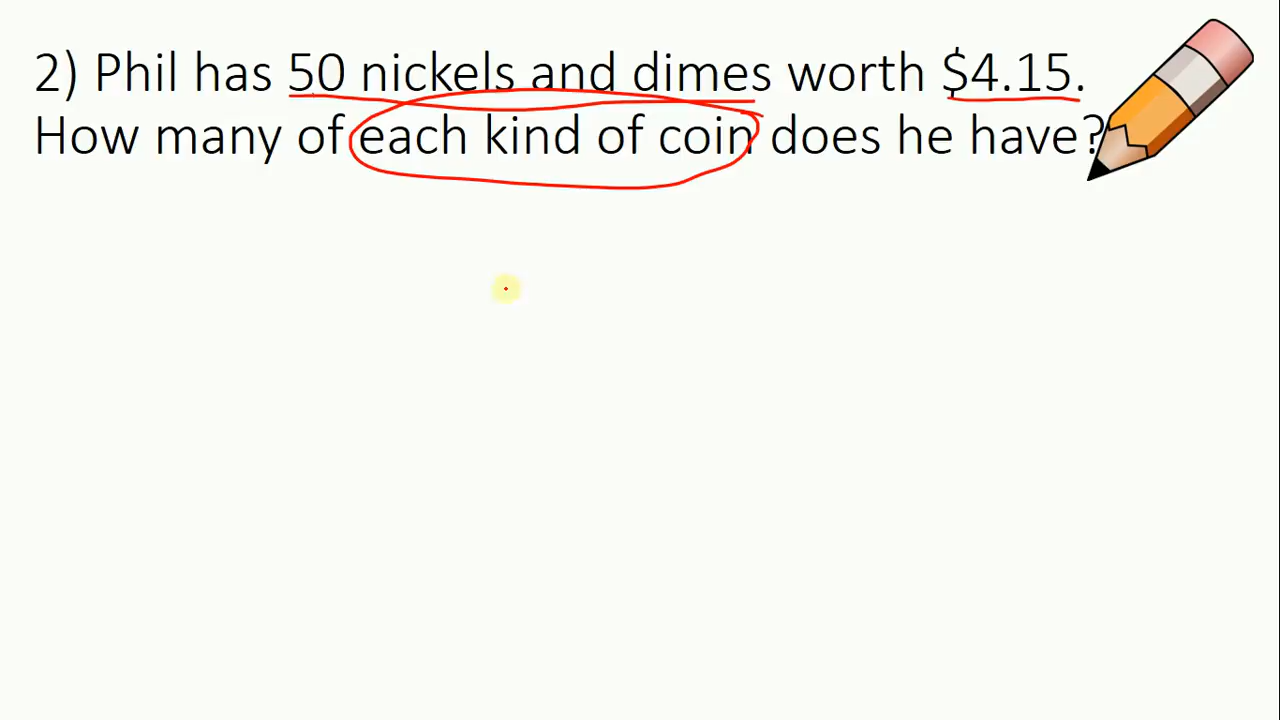 2) Phil has 50 nickels and dimes worth $4.15.
How many of each kind of coin does he have?